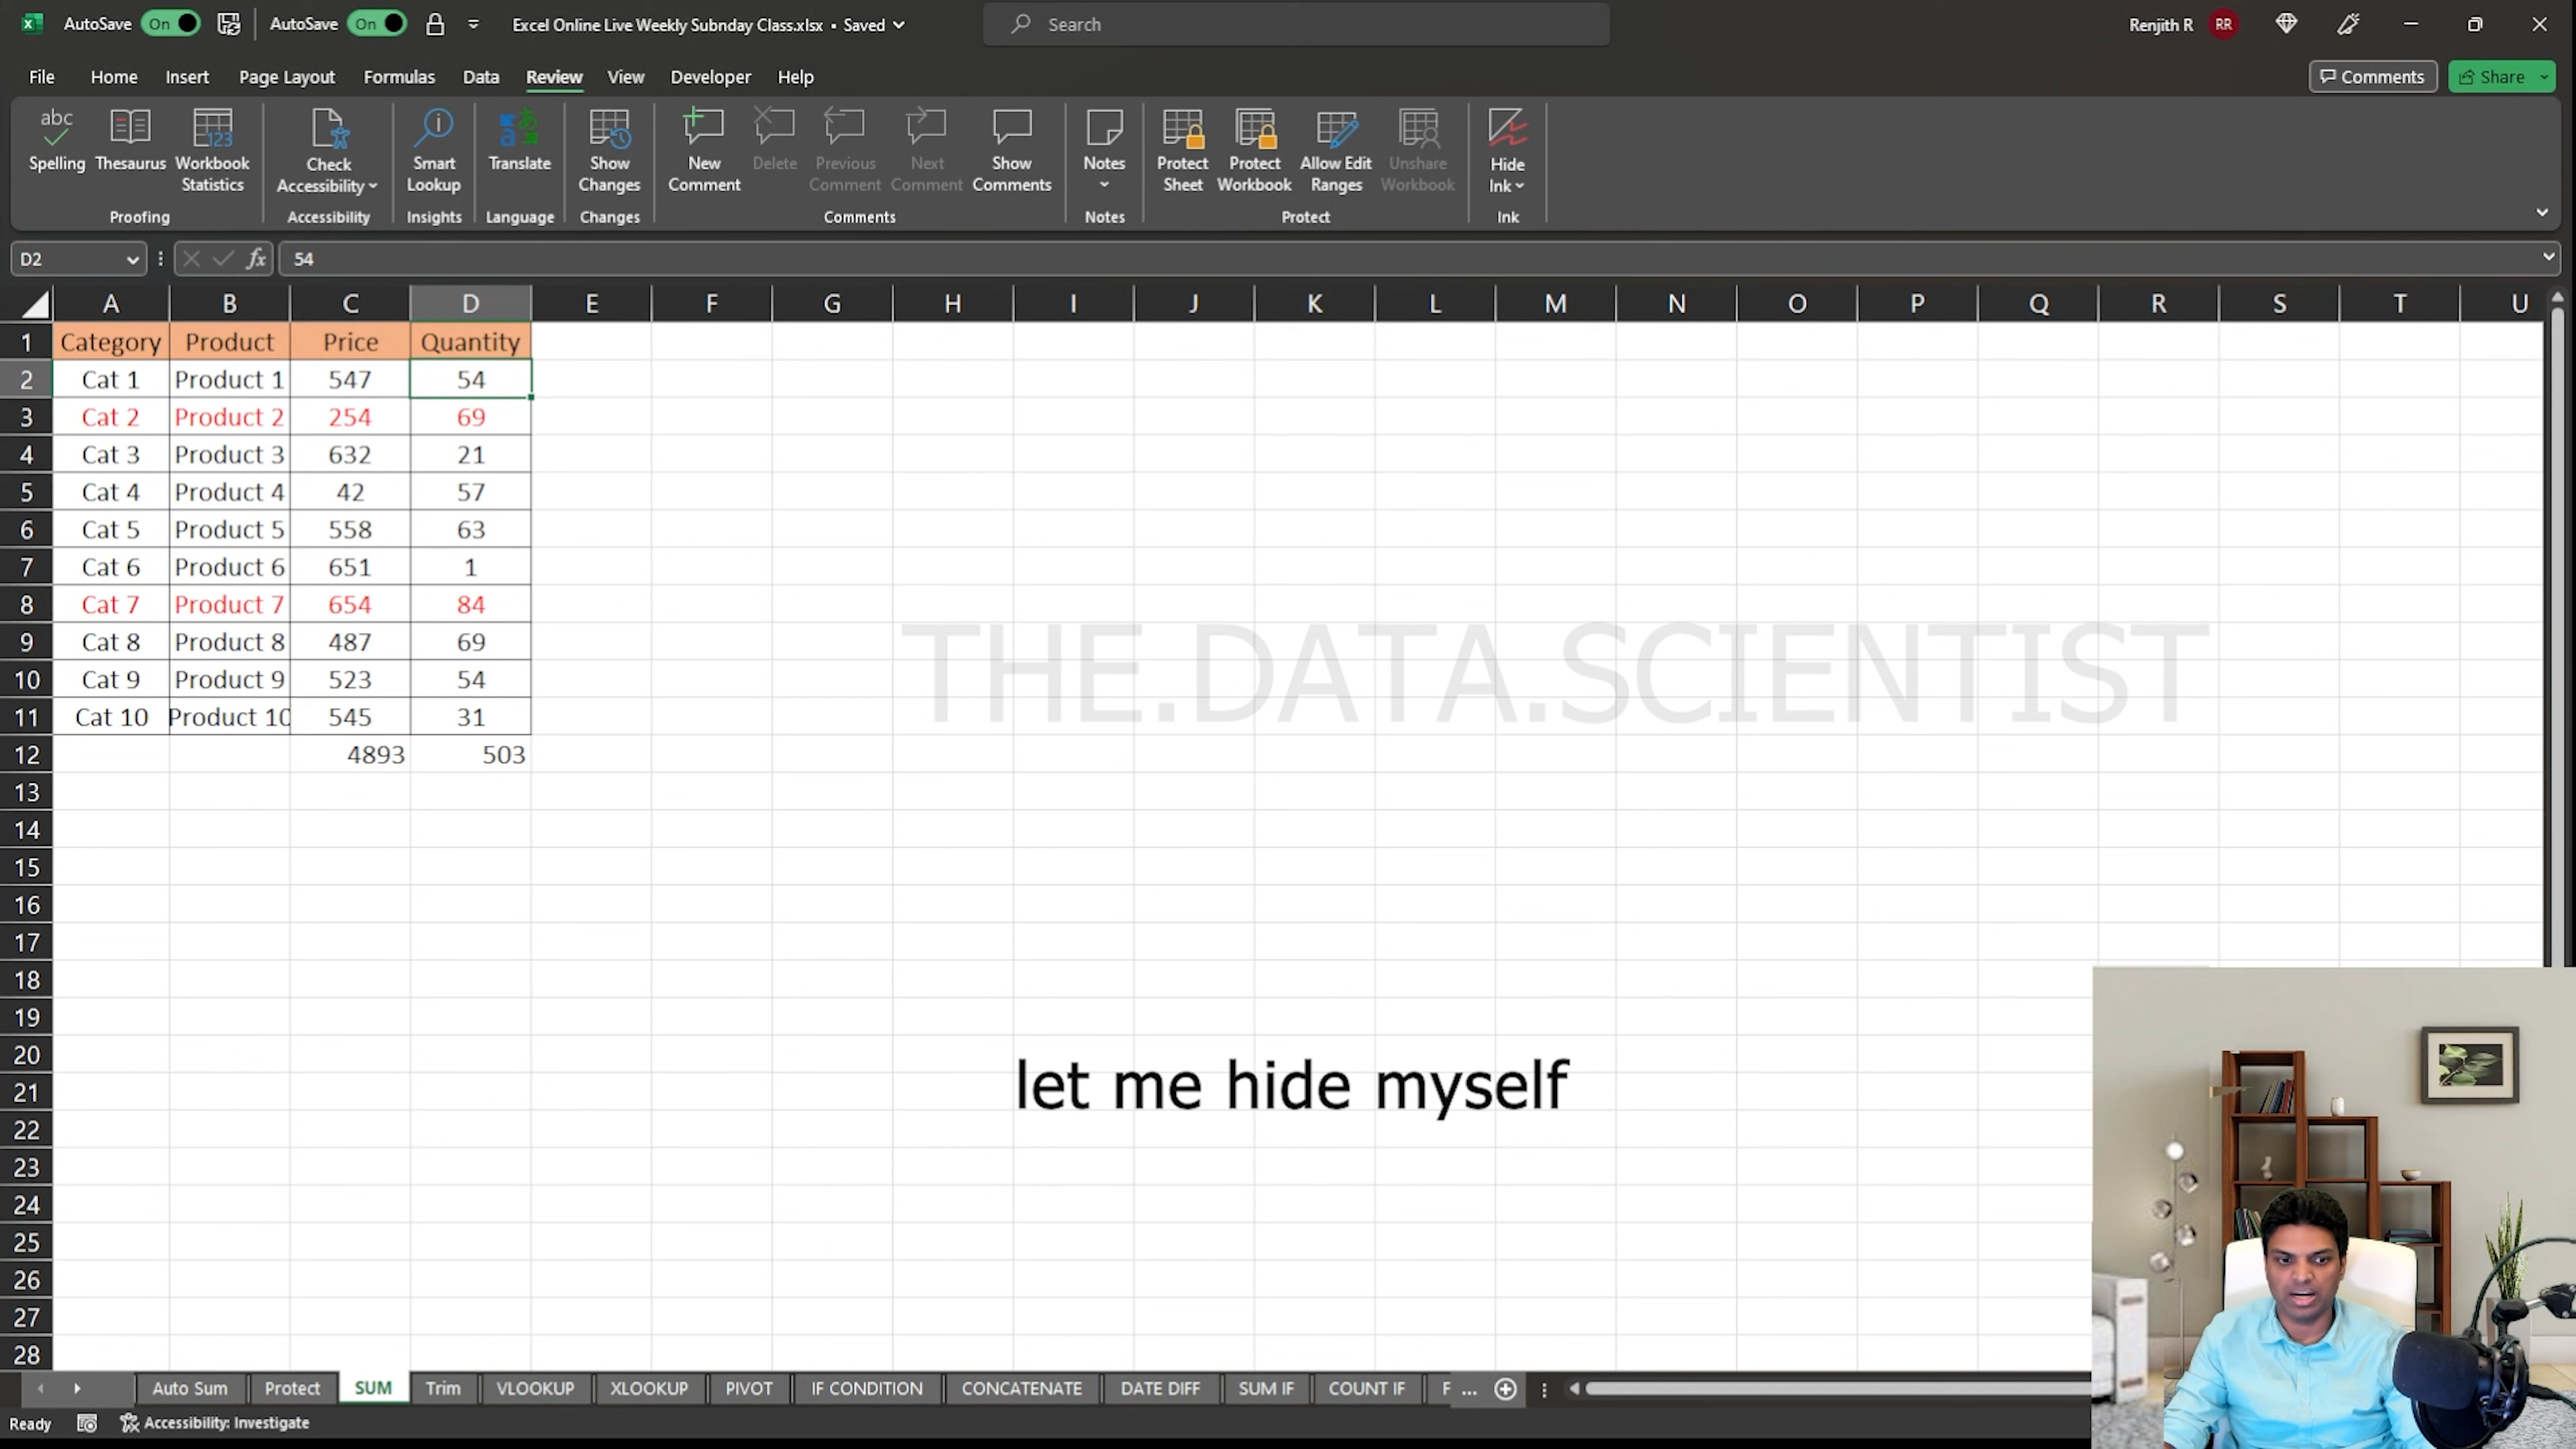 AutoSave On AutoSave On Excel Online Live Weekly Subnday Class.xlsx • Saved Search Renjith R RR
File Home Insert Page Layout Formulas Data Review View Developer Help Comments Share
abc Spelling Thesaurus 123 Workbook Statistics Check Accessibility Smart Lookup Translate Show Changes New Comment Delete Previous Comment Next Comment Show Comments Notes Protect Sheet Protect Workbook Allow Edit Ranges Unshare Workbook Hide Ink
Proofing Accessibility Insights Language Changes Comments Notes Protect Ink
D2 fx 54
A B C D E F G H I J K L M N O P Q R S T U
1 Category Product Price Quantity
2 Cat 1 Product 1 547 54
3 Cat 2 Product 2 254 69
4 Cat 3 Product 3 632 21
5 Cat 4 Product 4 42 57
6 Cat 5 Product 5 558 63
7 Cat 6 Product 6 651 1
8 Cat 7 Product 7 654 84
9 Cat 8 Product 8 487 69
10 Cat 9 Product 9 523 54
11 Cat 10 Product 10 545 31
THE.DATA.SCIENTIST
12 4893 503
13
14
15
16
17
18
19
20
21
let me hide myself
22
23
24
25
26
27
28
Auto Sum Protect SUM Trim VLOOKUP XLOOKUP PIVOT IF CONDITION CONCATENATE DATE DIFF SUM IF COUNT IF F ...
Ready Accessibility: Investigate